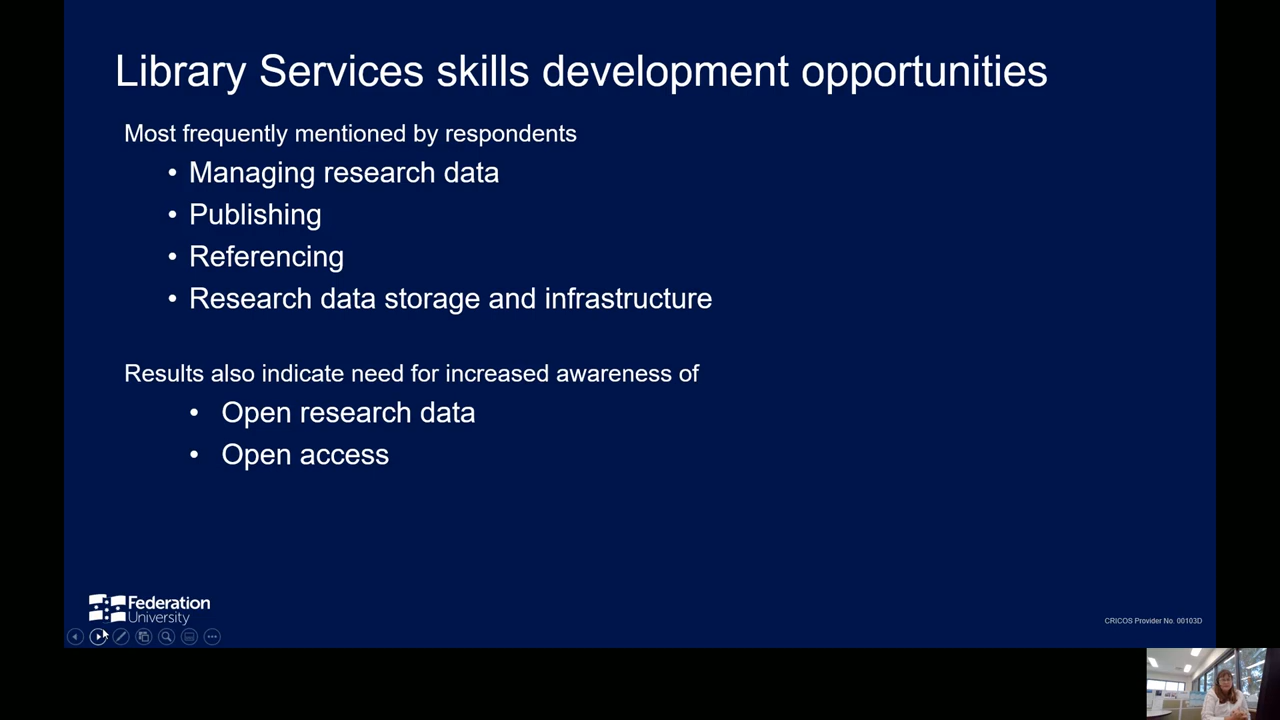 Library Services skills development opportunities
Most frequently mentioned by respondents
• Managing research data
• Publishing
• Referencing
• Research data storage and infrastructure
Results also indicate need for increased awareness of
• Open research data
• Open access
Federation
University
CRICOS Provider No. 00103D